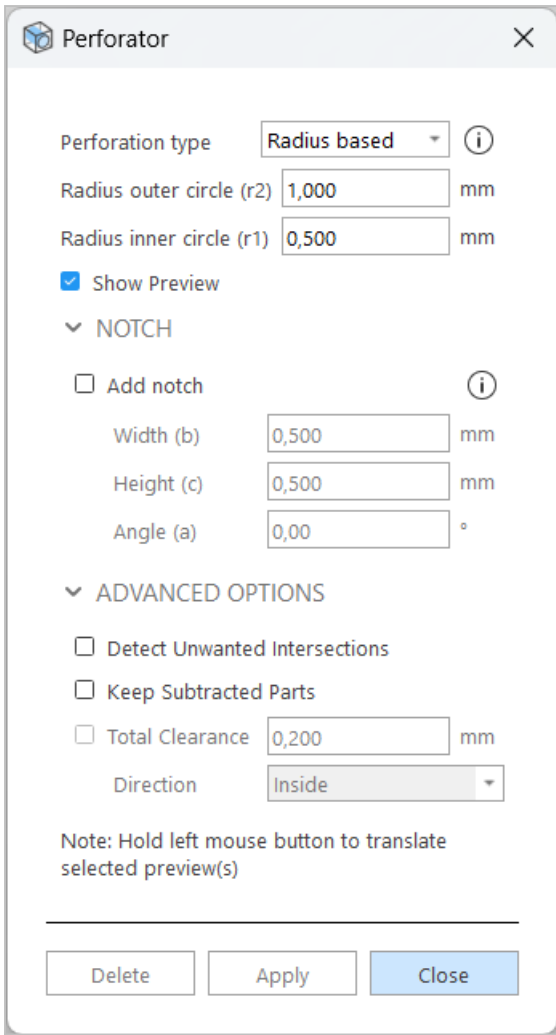 Perforator
Perforation type Radius based
Radius outer circle (r2) 1,000 mm
Radius inner circle (r1) 0,500 mm
Show Preview
NOTCH
Add notch
Width (b) 0,500 mm
Height (c) 0,500 mm
Angle (a) 0,00 °
ADVANCED OPTIONS
Detect Unwanted Intersections
Keep Subtracted Parts
Total Clearance 0,200 mm
Direction Inside
Note: Hold left mouse button to translate
selected preview(s)
Delete Apply Close